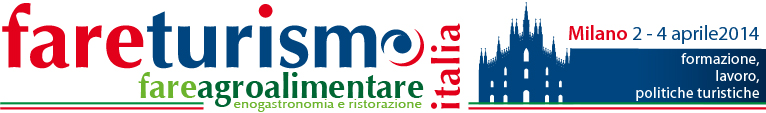 fareturismo
italia
fareagroalimentare
enogastronomia e ristorazione
Milano 2 - 4 aprile2014
formazione,
lavoro,
politiche turistiche